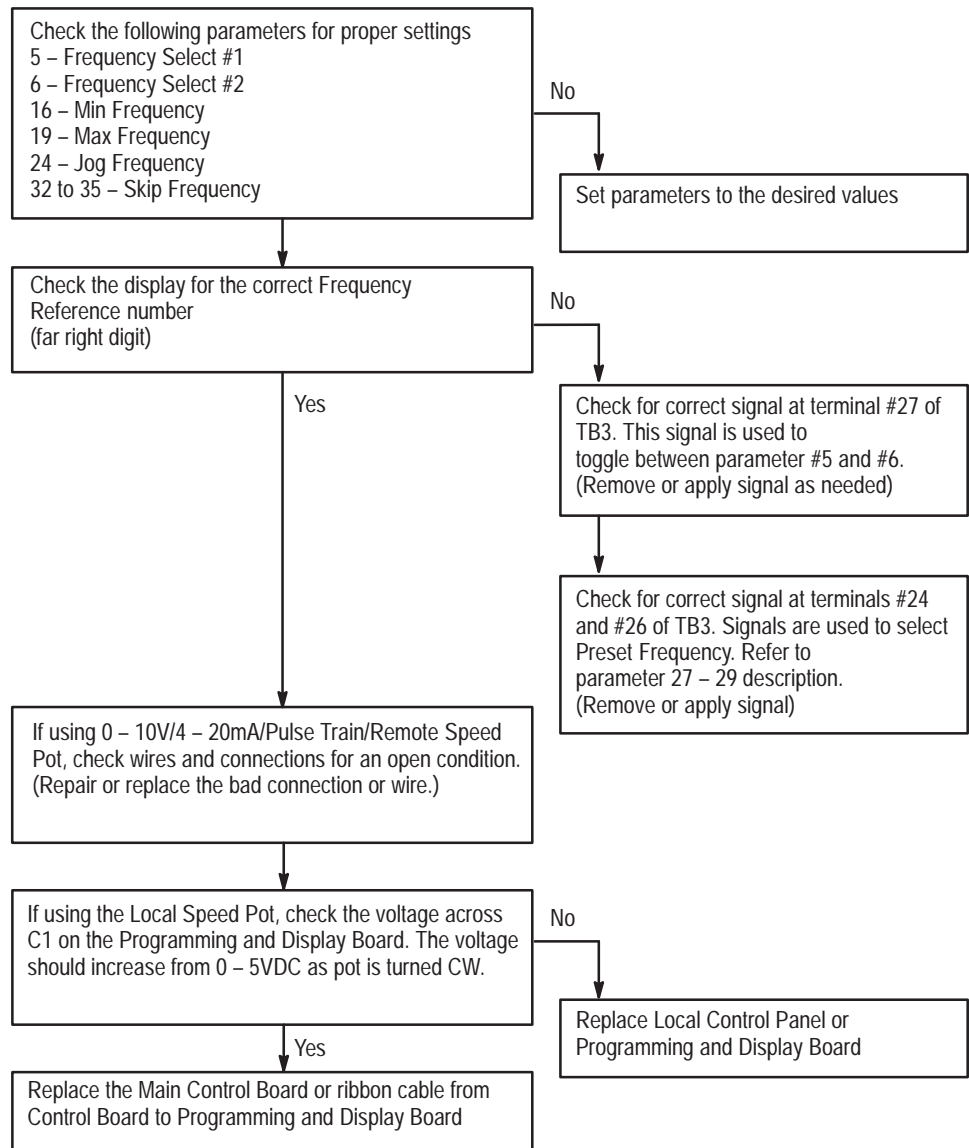 Check the following parameters for proper settings
5 – Frequency Select #1
6 – Frequency Select #2
16 – Min Frequency
19 – Max Frequency
24 – Jog Frequency
32 to 35 – Skip Frequency
No
Set parameters to the desired values
Check the display for the correct Frequency
Reference number
(far right digit)
No
Yes
Check for correct signal at terminal #27 of
TB3. This signal is used to
toggle between parameter #5 and #6.
(Remove or apply signal as needed)
Check for correct signal at terminals #24
and #26 of TB3. Signals are used to select
Preset Frequency. Refer to
parameter 27 – 29 description.
(Remove or apply signal)
If using 0 – 10V/4 – 20mA/Pulse Train/Remote Speed
Pot, check wires and connections for an open condition.
(Repair or replace the bad connection or wire.)
If using the Local Speed Pot, check the voltage across
C1 on the Programming and Display Board. The voltage
should increase from 0 – 5VDC as pot is turned CW.
No
Replace Local Control Panel or
Programming and Display Board
Yes
Replace the Main Control Board or ribbon cable from
Control Board to Programming and Display Board